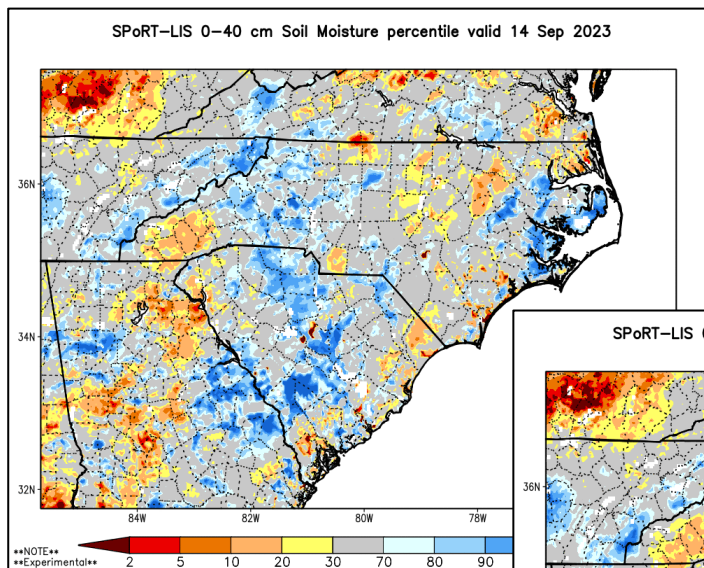 SPoRT-LIS 0-40 cm Soil Moisture percentile valid 14 Sep 2023
36N
34N
32N
84W 82W 80W 78W
SPoRT-LIS
36N
**NOTE**
**Experimental**
2 5 10 20 30 70 80 90